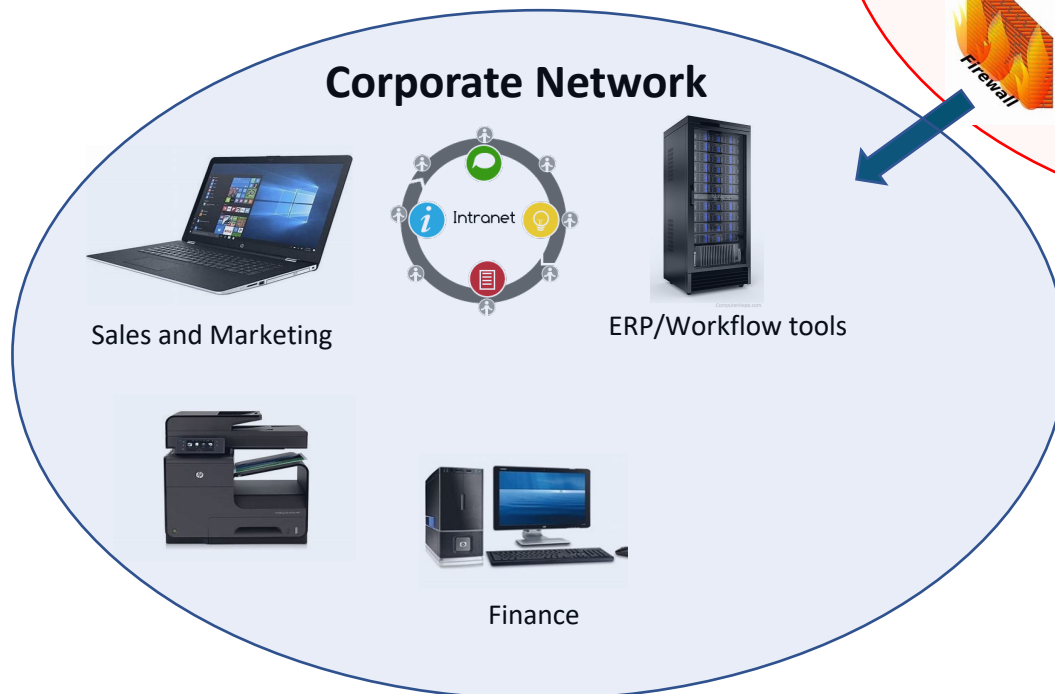 Corporate Network
Firewall
Intranet
Sales and Marketing
ERP/Workflow tools
Finance